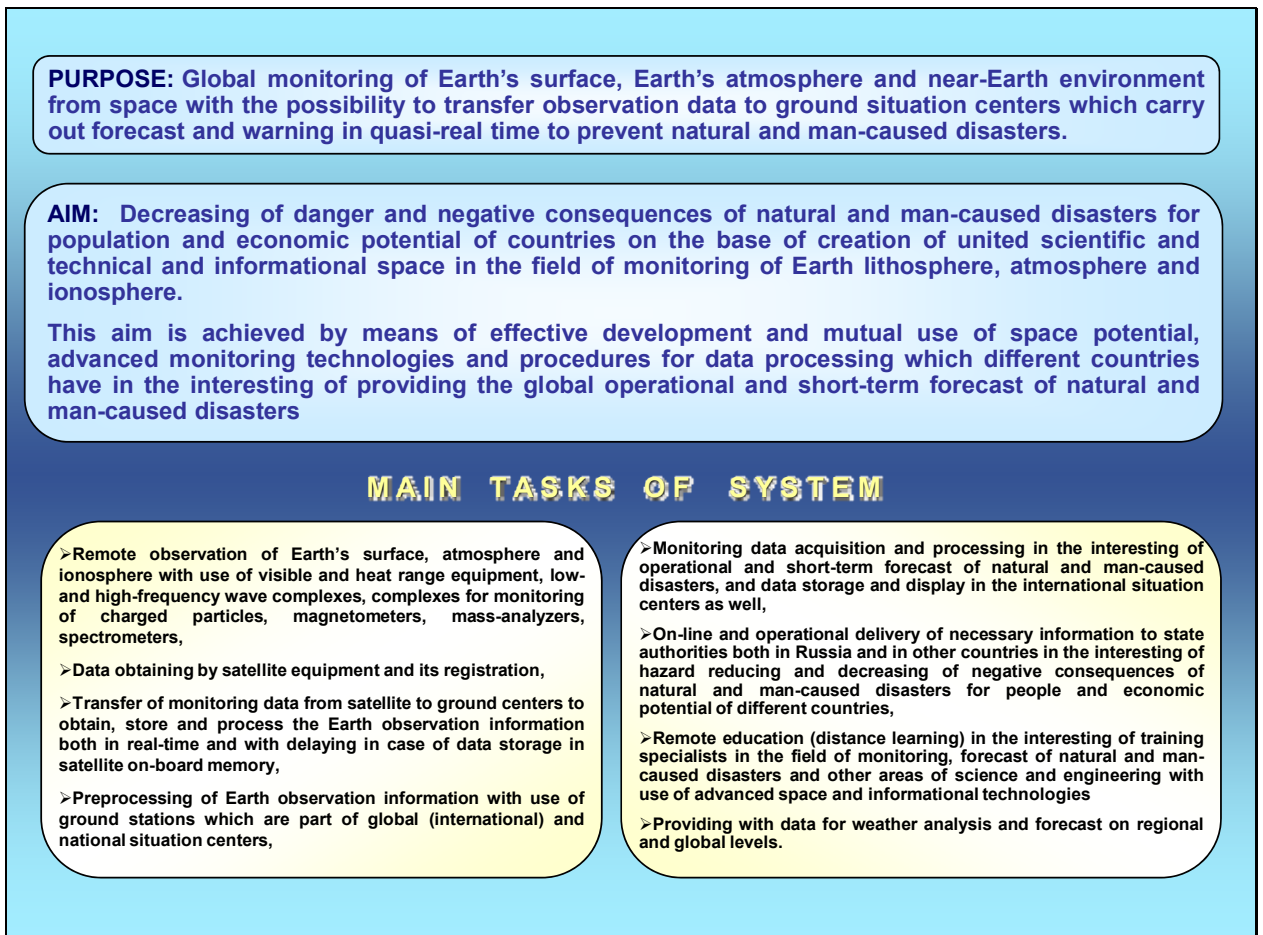 PURPOSE: Global monitoring of Earth’s surface, Earth’s atmosphere and near-Earth environment
from space with the possibility to transfer observation data to ground situation centers which carry
out forecast and warning in quasi-real time to prevent natural and man-caused disasters.
AIM: Decreasing of danger and negative consequences of natural and man-caused disasters for
population and economic potential of countries on the base of creation of united scientific and
technical and informational space in the field of monitoring of Earth lithosphere, atmosphere and
ionosphere.
This aim is achieved by means of effective development and mutual use of space potential,
advanced monitoring technologies and procedures for data processing which different countries
have in the interesting of providing the global operational and short-term forecast of natural and
man-caused disasters
MAIN TASKS OF SYSTEM
➢Remote observation of Earth’s surface, atmosphere and
ionosphere with use of visible and heat range equipment, low-
and high-frequency wave complexes, complexes for monitoring
of charged particles, magnetometers, mass-analyzers,
spectrometers,
➢Data obtaining by satellite equipment and its registration,
➢Transfer of monitoring data from satellite to ground centers to
obtain, store and process the Earth observation information
both in real-time and with delaying in case of data storage in
satellite on-board memory,
➢Preprocessing of Earth observation information with use of
ground stations which are part of global (international) and
national situation centers,
➢Monitoring data acquisition and processing in the interesting of
operational and short-term forecast of natural and man-caused
disasters, and data storage and display in the international situation
centers as well,
➢On-line and operational delivery of necessary information to state
authorities both in Russia and in other countries in the interesting of
hazard reducing and decreasing of negative consequences of
natural and man-caused disasters for people and economic
potential of different countries,
➢Remote education (distance learning) in the interesting of training
specialists in the field of monitoring, forecast of natural and man-
caused disasters and other areas of science and engineering with
use of advanced space and informational technologies
➢Providing with data for weather analysis and forecast on regional
and global levels.